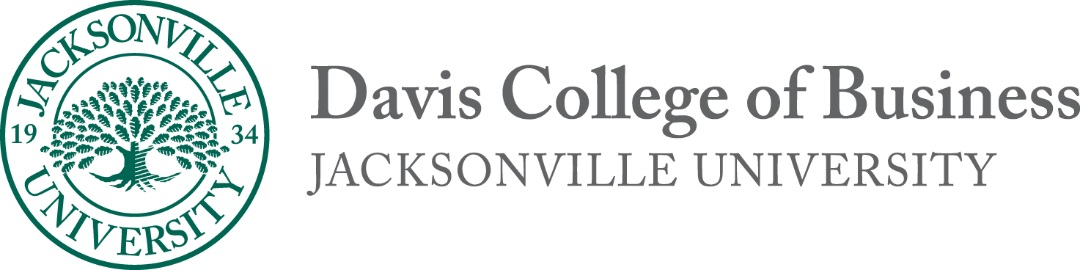 JACKSONVILLE
19 34
UNIVERSITY
Davis College of Business
JACKSONVILLE UNIVERSITY